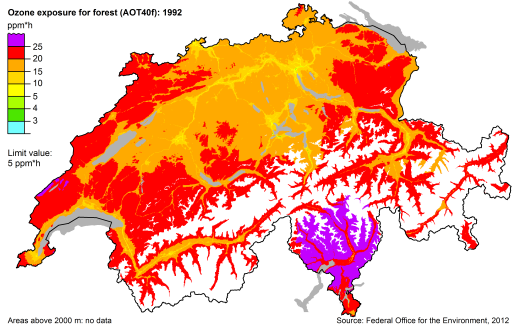 Ozone exposure for forest (AOT40f): 1992
ppm*h
25
20
15
10
5
4
3
Limit value:
5 ppm*h
Areas above 2000 m: no data
Source: Federal Office for the Environment, 2012